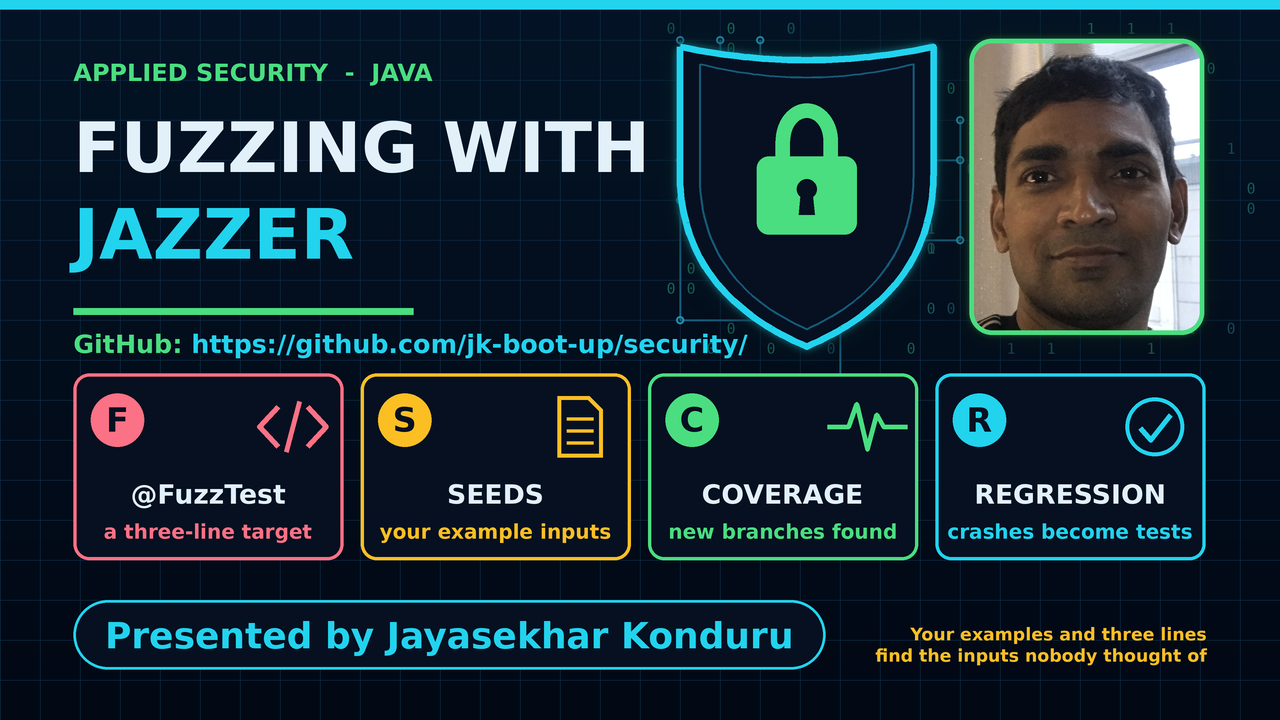 APPLIED SECURITY - JAVA
FUZZING WITH
JAZZER
GitHub: https://github.com/jk-boot-up/security/
F
@FuzzTest
a three-line target
S
SEEDS
your example inputs
C
COVERAGE
new branches found
R
REGRESSION
crashes become tests
Presented by Jayasekhar Konduru
Your examples and three lines
find the inputs nobody thought of